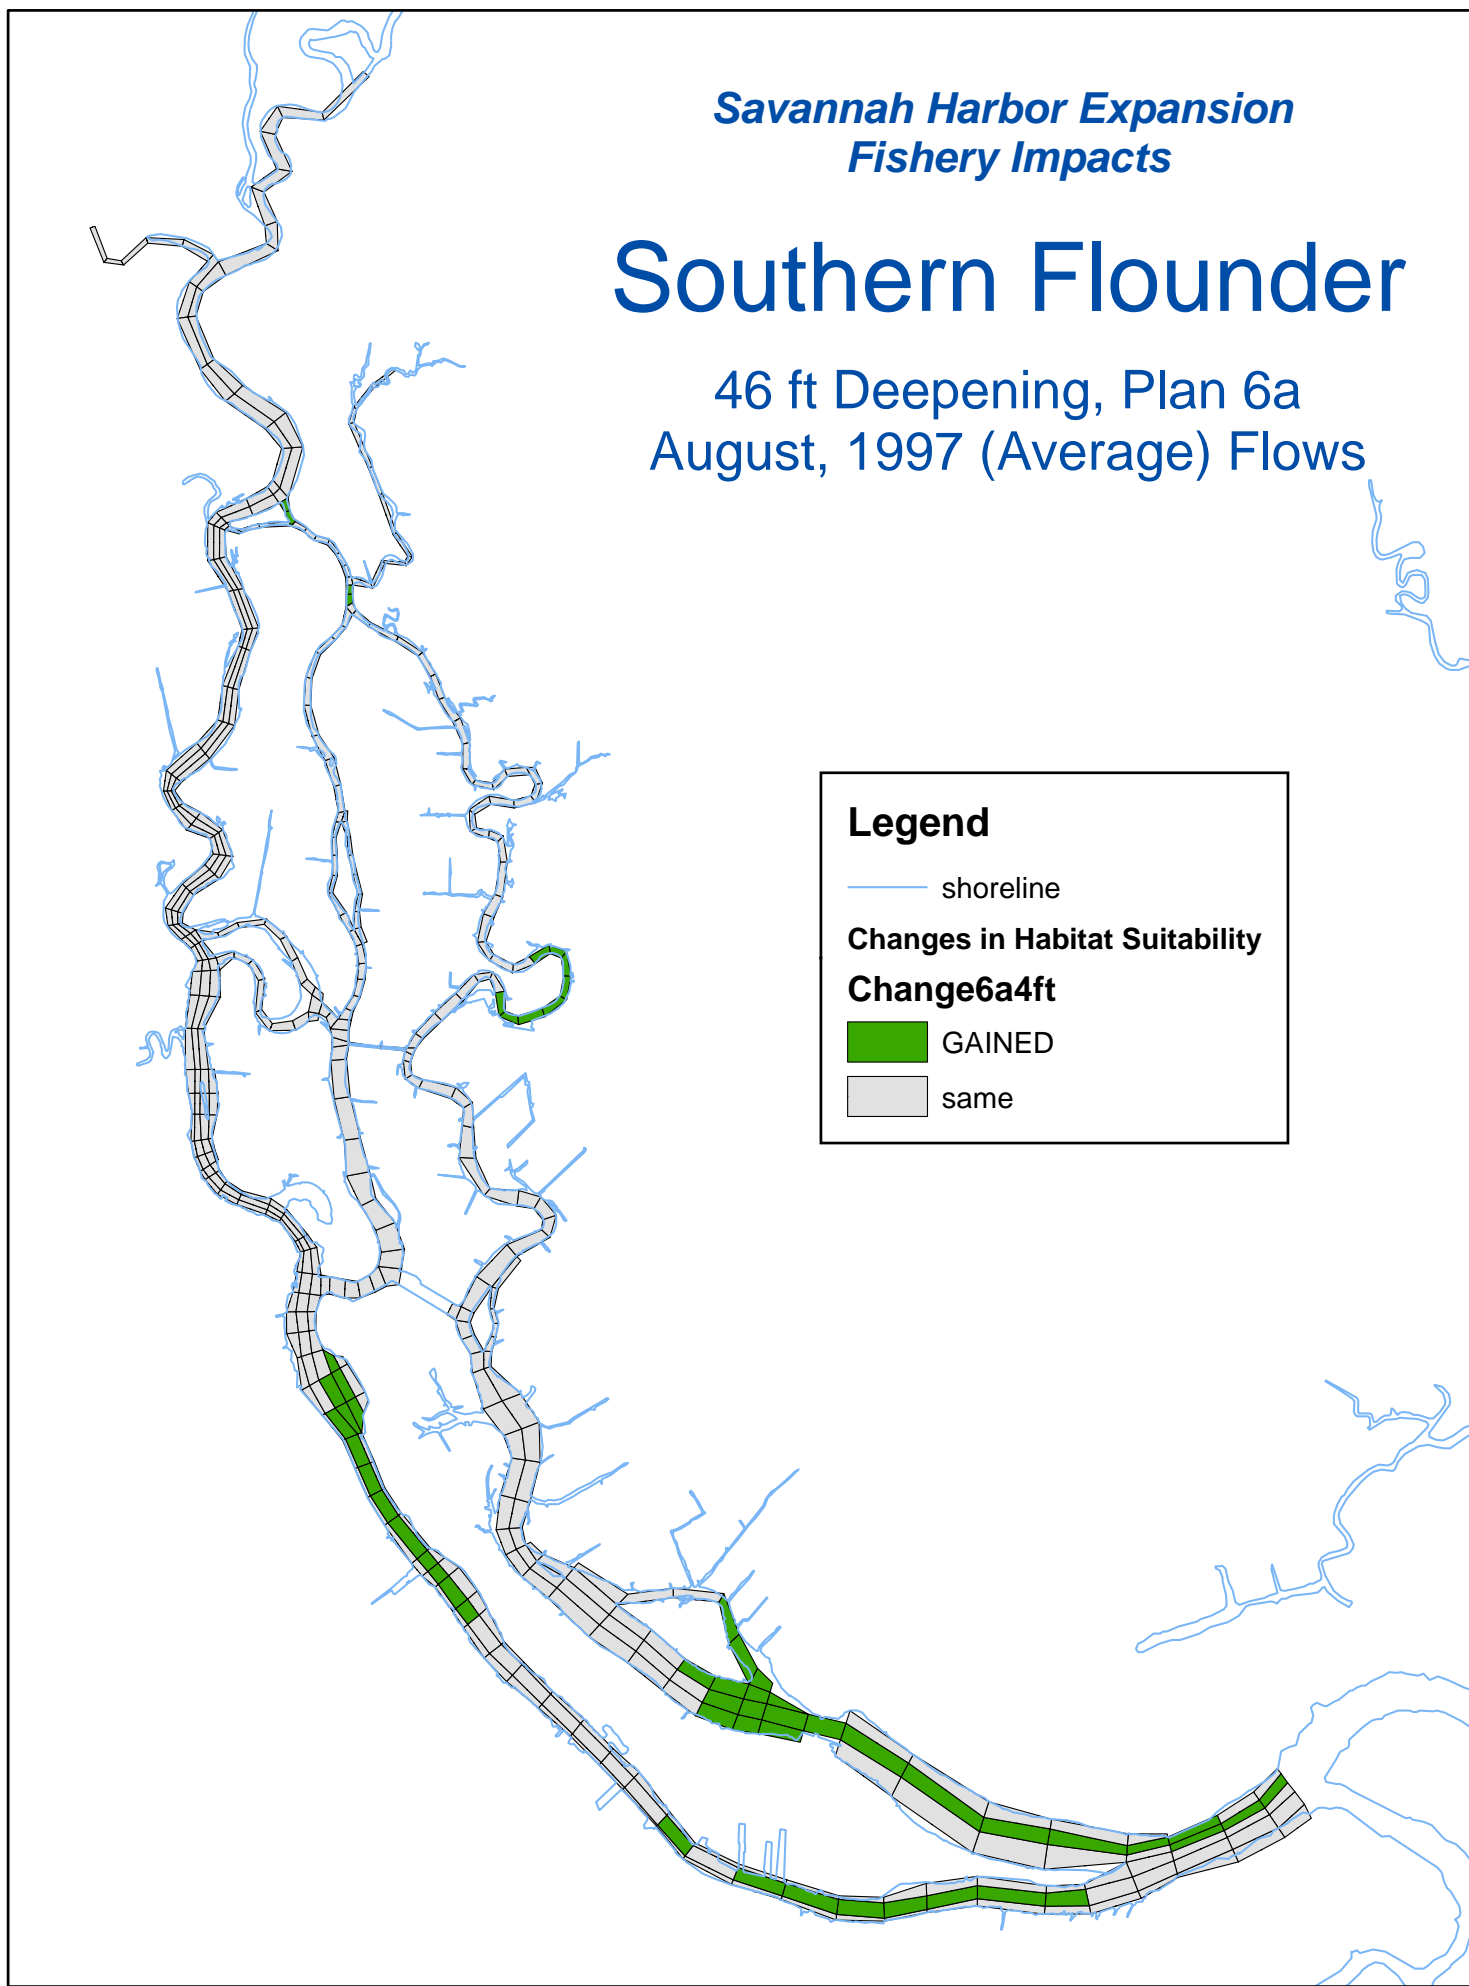 Savannah Harbor Expansion
Fishery Impacts
Southern Flounder
46 ft Deepening, Plan 6a
August, 1997 (Average) Flows
Legend
shoreline
Changes in Habitat Suitability
Change6a4ft
GAINED
same